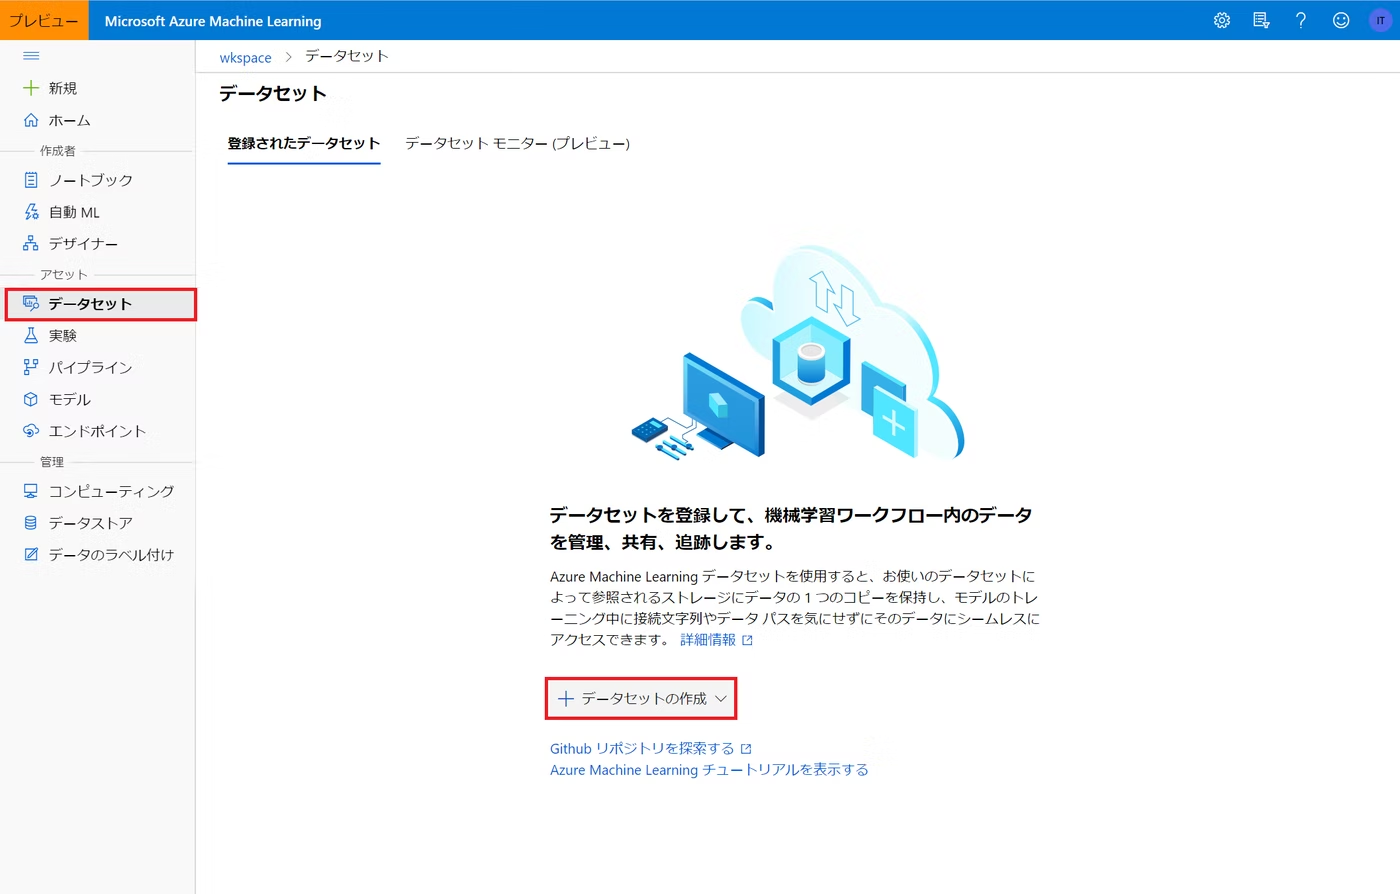 プレビュー
Microsoft Azure Machine Learning
IT
wkspace > データセット
新規
ホーム
作成者
ノートブック
自動 ML
デザイナー
アセット
データセット
実験
パイプライン
モデル
エンドポイント
管理
コンピューティング
データストア
データのラベル付け
データセット
登録されたデータセット
データセット モニター (プレビュー)
データセットを登録して、機械学習ワークフロー内のデータ
を管理、共有、追跡します。
Azure Machine Learning データセットを使用すると、お使いのデータセットに
よって参照されるストレージにデータの 1 つのコピーを保持し、モデルのトレ
ーニング中に接続文字列やデータ パスを気にせずにそのデータにシームレスに
アクセスできます。 詳細情報
データセットの作成
Github リポジトリを探索する
Azure Machine Learning チュートリアルを表示する